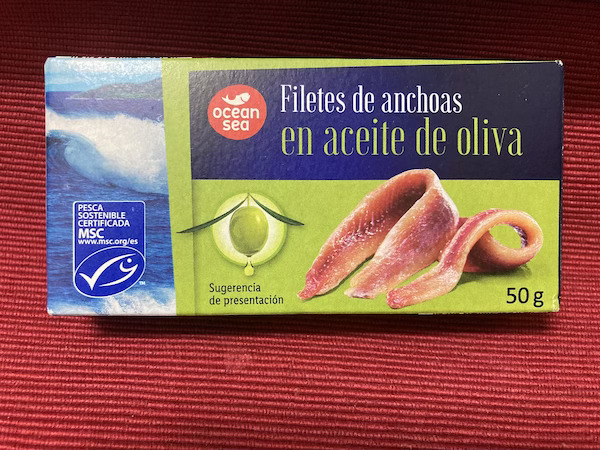 ocean
sea
Filetes de anchoas
en aceite de oliva
PESCA
SOSTENIBLE
CERTIFICADA
MSC
www.msc.org/es
TM
Sugerencia
de presentación
50 g